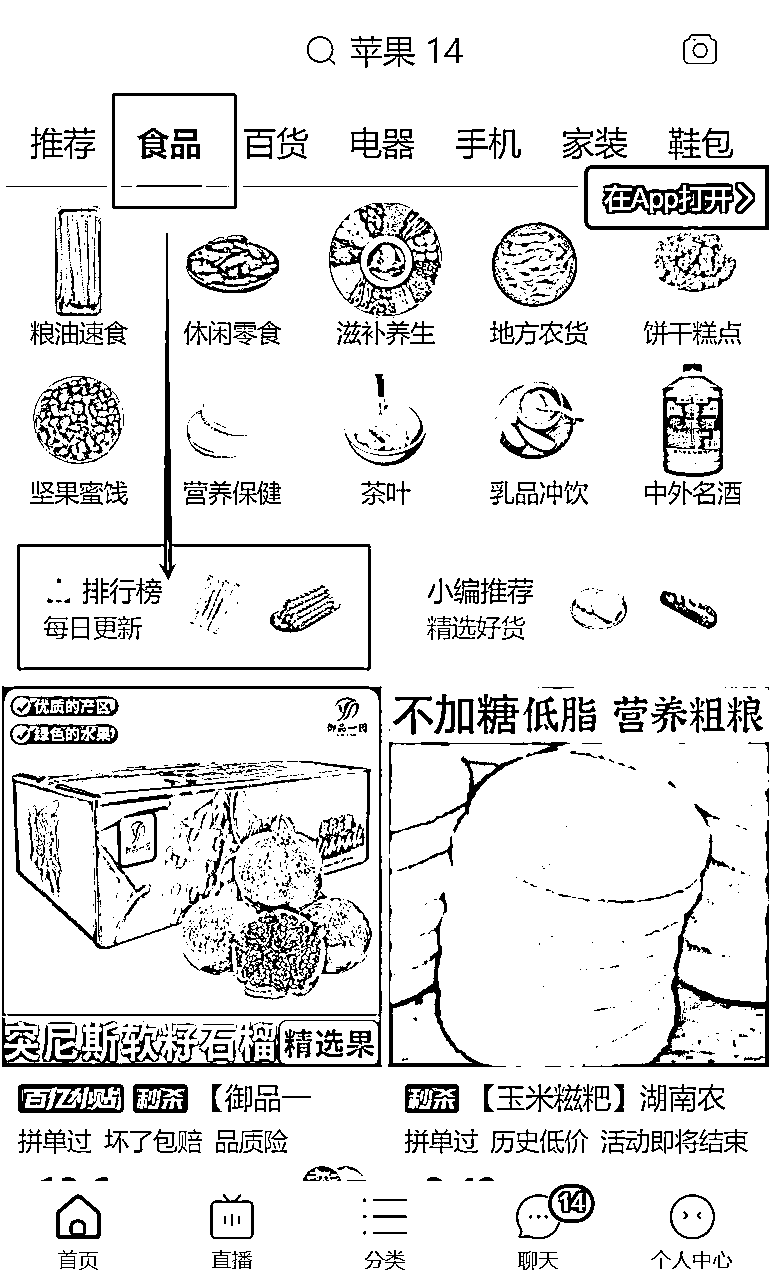 苹果 14
推荐 食品 百货 电器 手机 家装 鞋包
在App打开
粮油速食 休闲零食 滋补养生 地方农货 饼干糕点
坚果蜜饯 营养保健 茶叶 乳品冲饮 中外名酒
排行榜
每日更新
小编推荐
精选好货
优质的产区
绿色的水果
御品一园
不加糖低脂 营养粗粮
突尼斯软籽石榴 精选果
百亿补贴 秒杀 【御品一
拼单过 坏了包赔 品质险
秒杀 【玉米糍粑】湖南农
拼单过 历史低价 活动即将结束
14
首页 直播 分类 聊天 个人中心